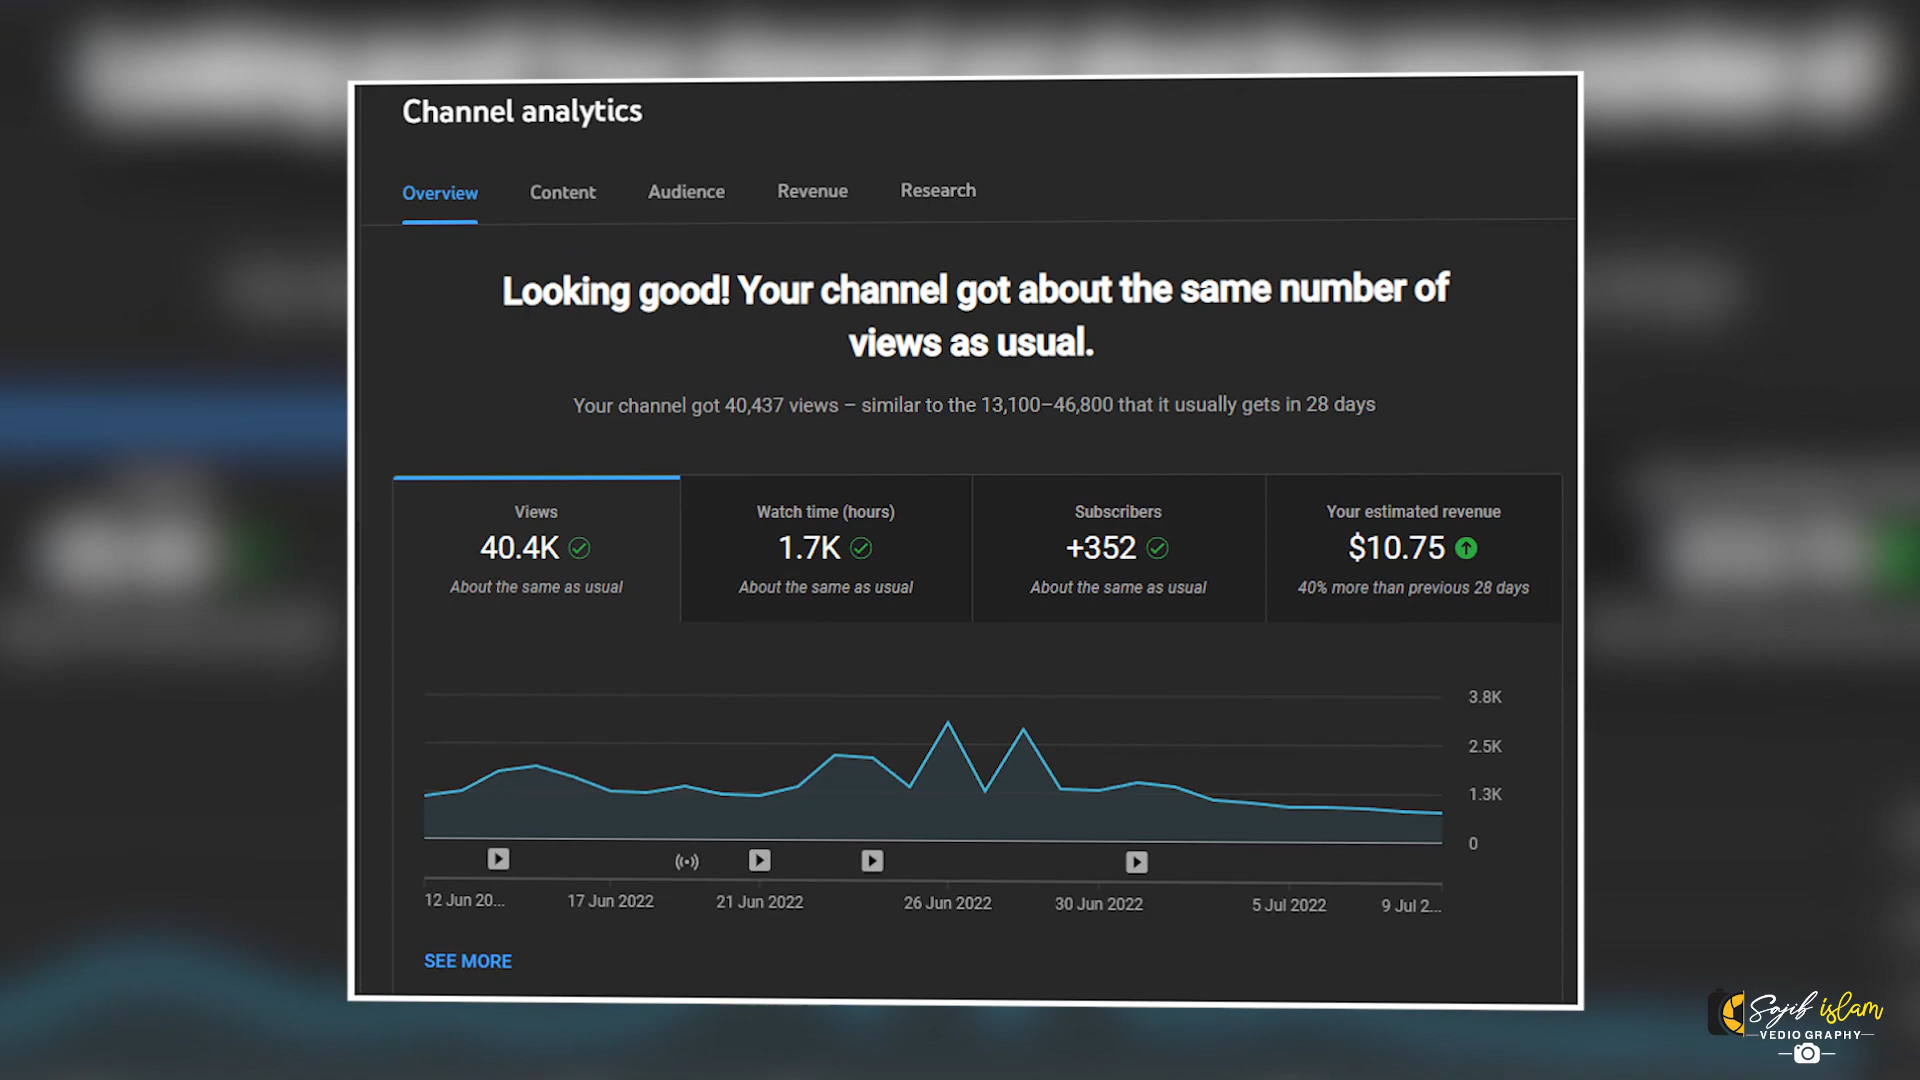 Channel analytics
Overview Content Audience Revenue Research
Looking good! Your channel got about the same number of
views as usual.
Your channel got 40,437 views – similar to the 13,100–46,800 that it usually gets in 28 days
Views Watch time (hours) Subscribers Your estimated revenue
40.4K 1.7K +352 $10.75
About the same as usual About the same as usual About the same as usual 40% more than previous 28 days
3.8K
2.5K
1.3K
0
12 Jun 20... 17 Jun 2022 21 Jun 2022 26 Jun 2022 30 Jun 2022 5 Jul 2022 9 Jul 2...
SEE MORE
Sajib islam
VEDIO GRAPHY